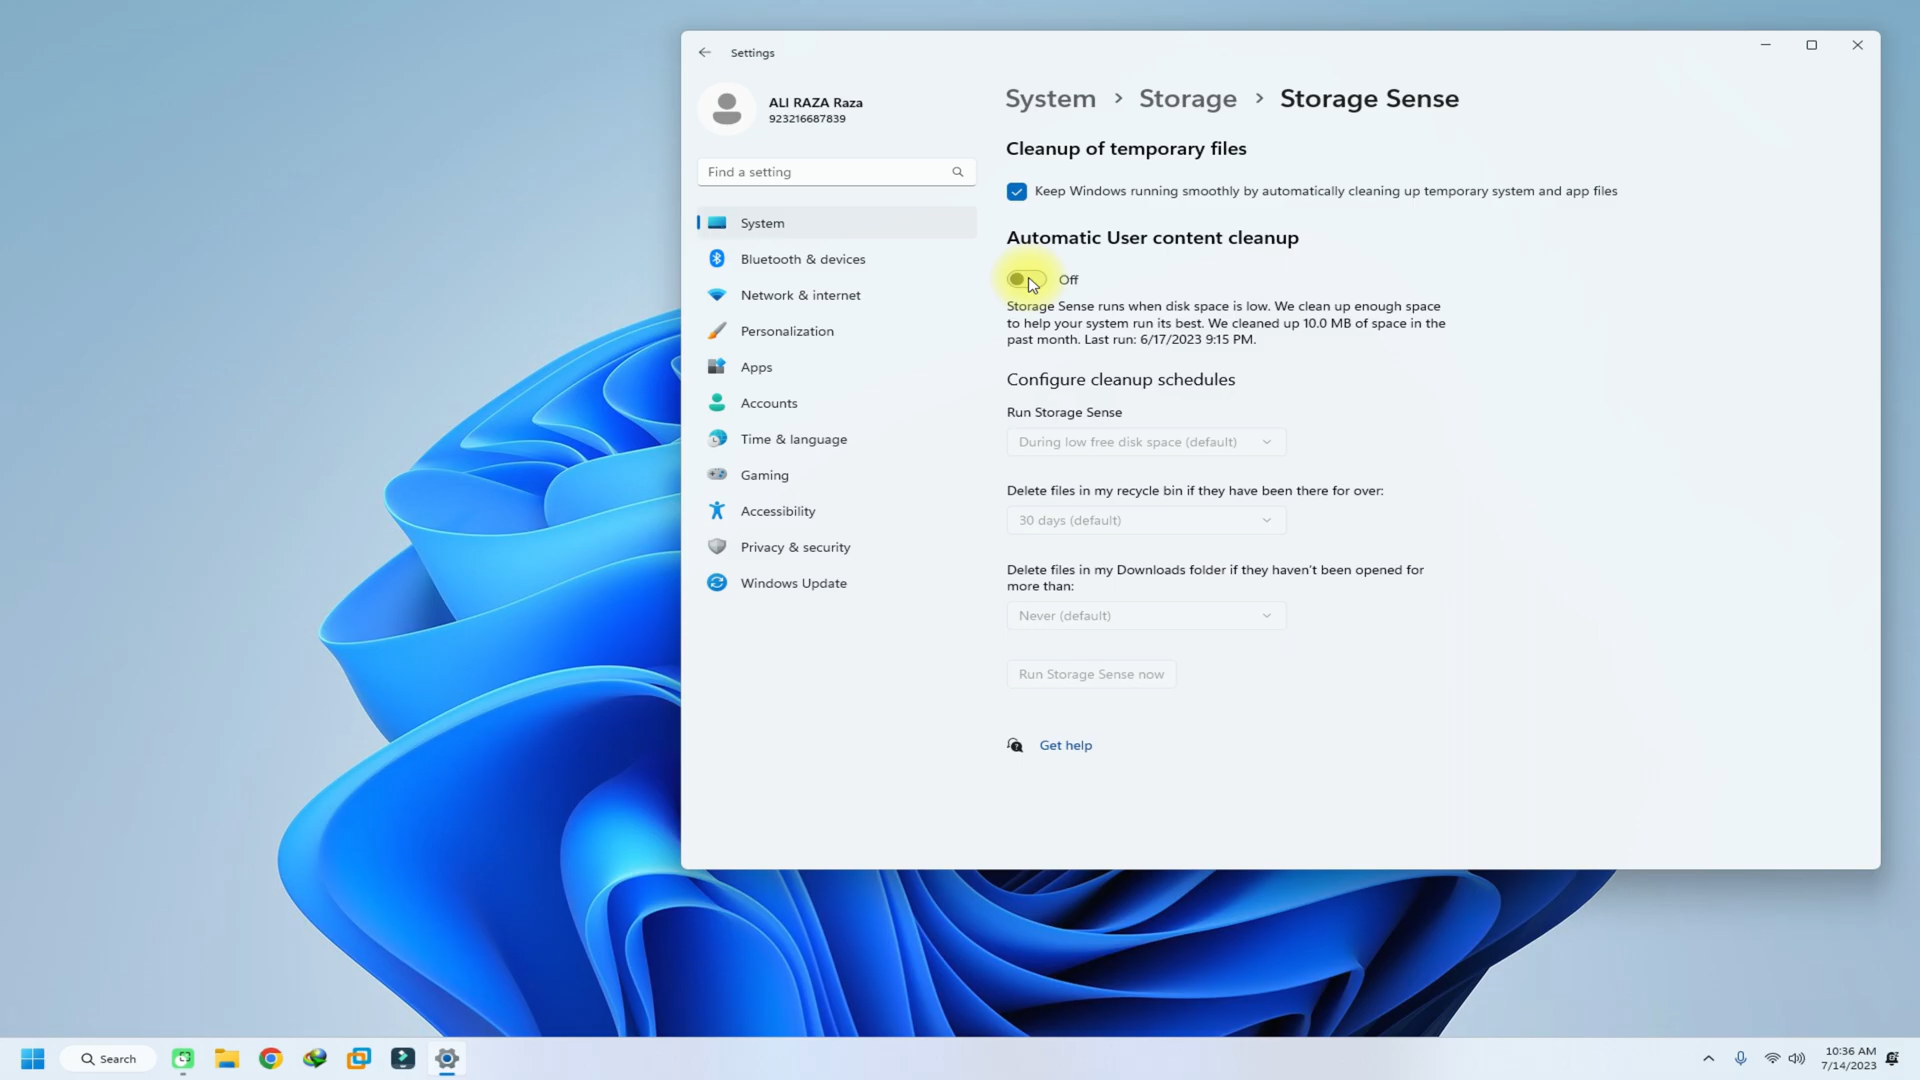 Settings
ALI RAZA Raza
923216687839
Find a setting
System
Bluetooth & devices
Network & internet
Personalization
Apps
Accounts
Time & language
Gaming
Accessibility
Privacy & security
Windows Update
System > Storage > Storage Sense
Cleanup of temporary files
Keep Windows running smoothly by automatically cleaning up temporary system and app files
Automatic User content cleanup
Off
Storage Sense runs when disk space is low. We clean up enough space
to help your system run its best. We cleaned up 10.0 MB of space in the
past month. Last run: 6/17/2023 9:15 PM.
Configure cleanup schedules
Run Storage Sense
During low free disk space (default)
Delete files in my recycle bin if they have been there for over:
30 days (default)
Delete files in my Downloads folder if they haven't been opened for
more than:
Never (default)
Run Storage Sense now
Get help
Search
10:36 AM
7/14/2023